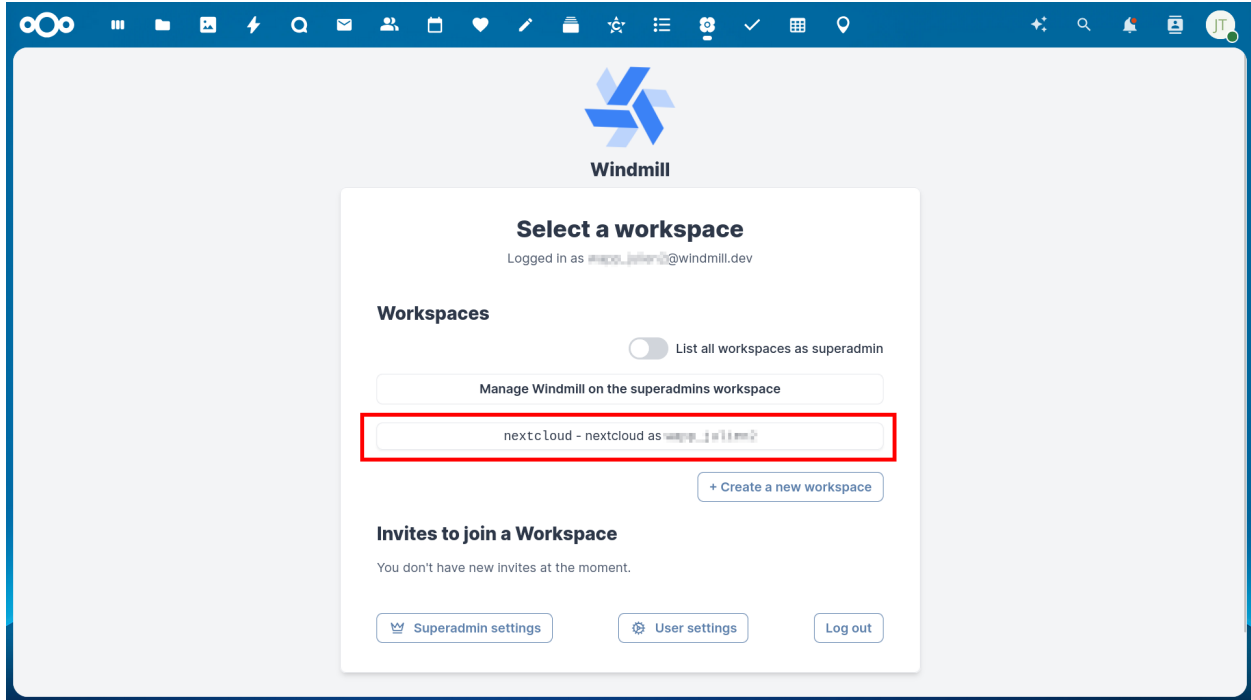 JT
Windmill
Select a workspace
Logged in as @windmill.dev
Workspaces
List all workspaces as superadmin
Manage Windmill on the superadmins workspace
nextcloud - nextcloud as
+ Create a new workspace
Invites to join a Workspace
You don't have new invites at the moment.
Superadmin settings
User settings
Log out